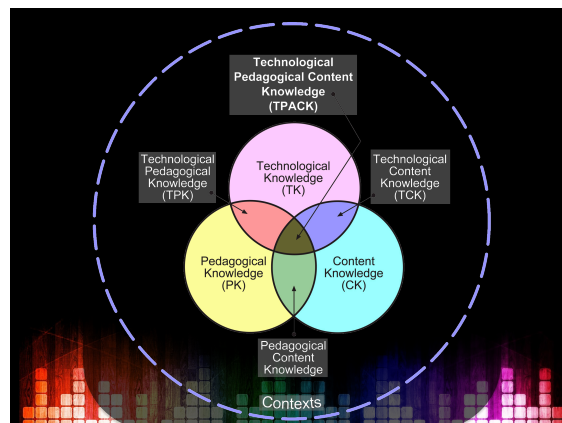 Technological
Pedagogical Content
Knowledge
(TPACK)
Technological
Pedagogical
Knowledge
(TPK)
Technological
Knowledge
(TK)
Technological
Content
Knowledge
(TCK)
Pedagogical
Knowledge
(PK)
Content
Knowledge
(CK)
Pedagogical
Content
Knowledge
Contexts